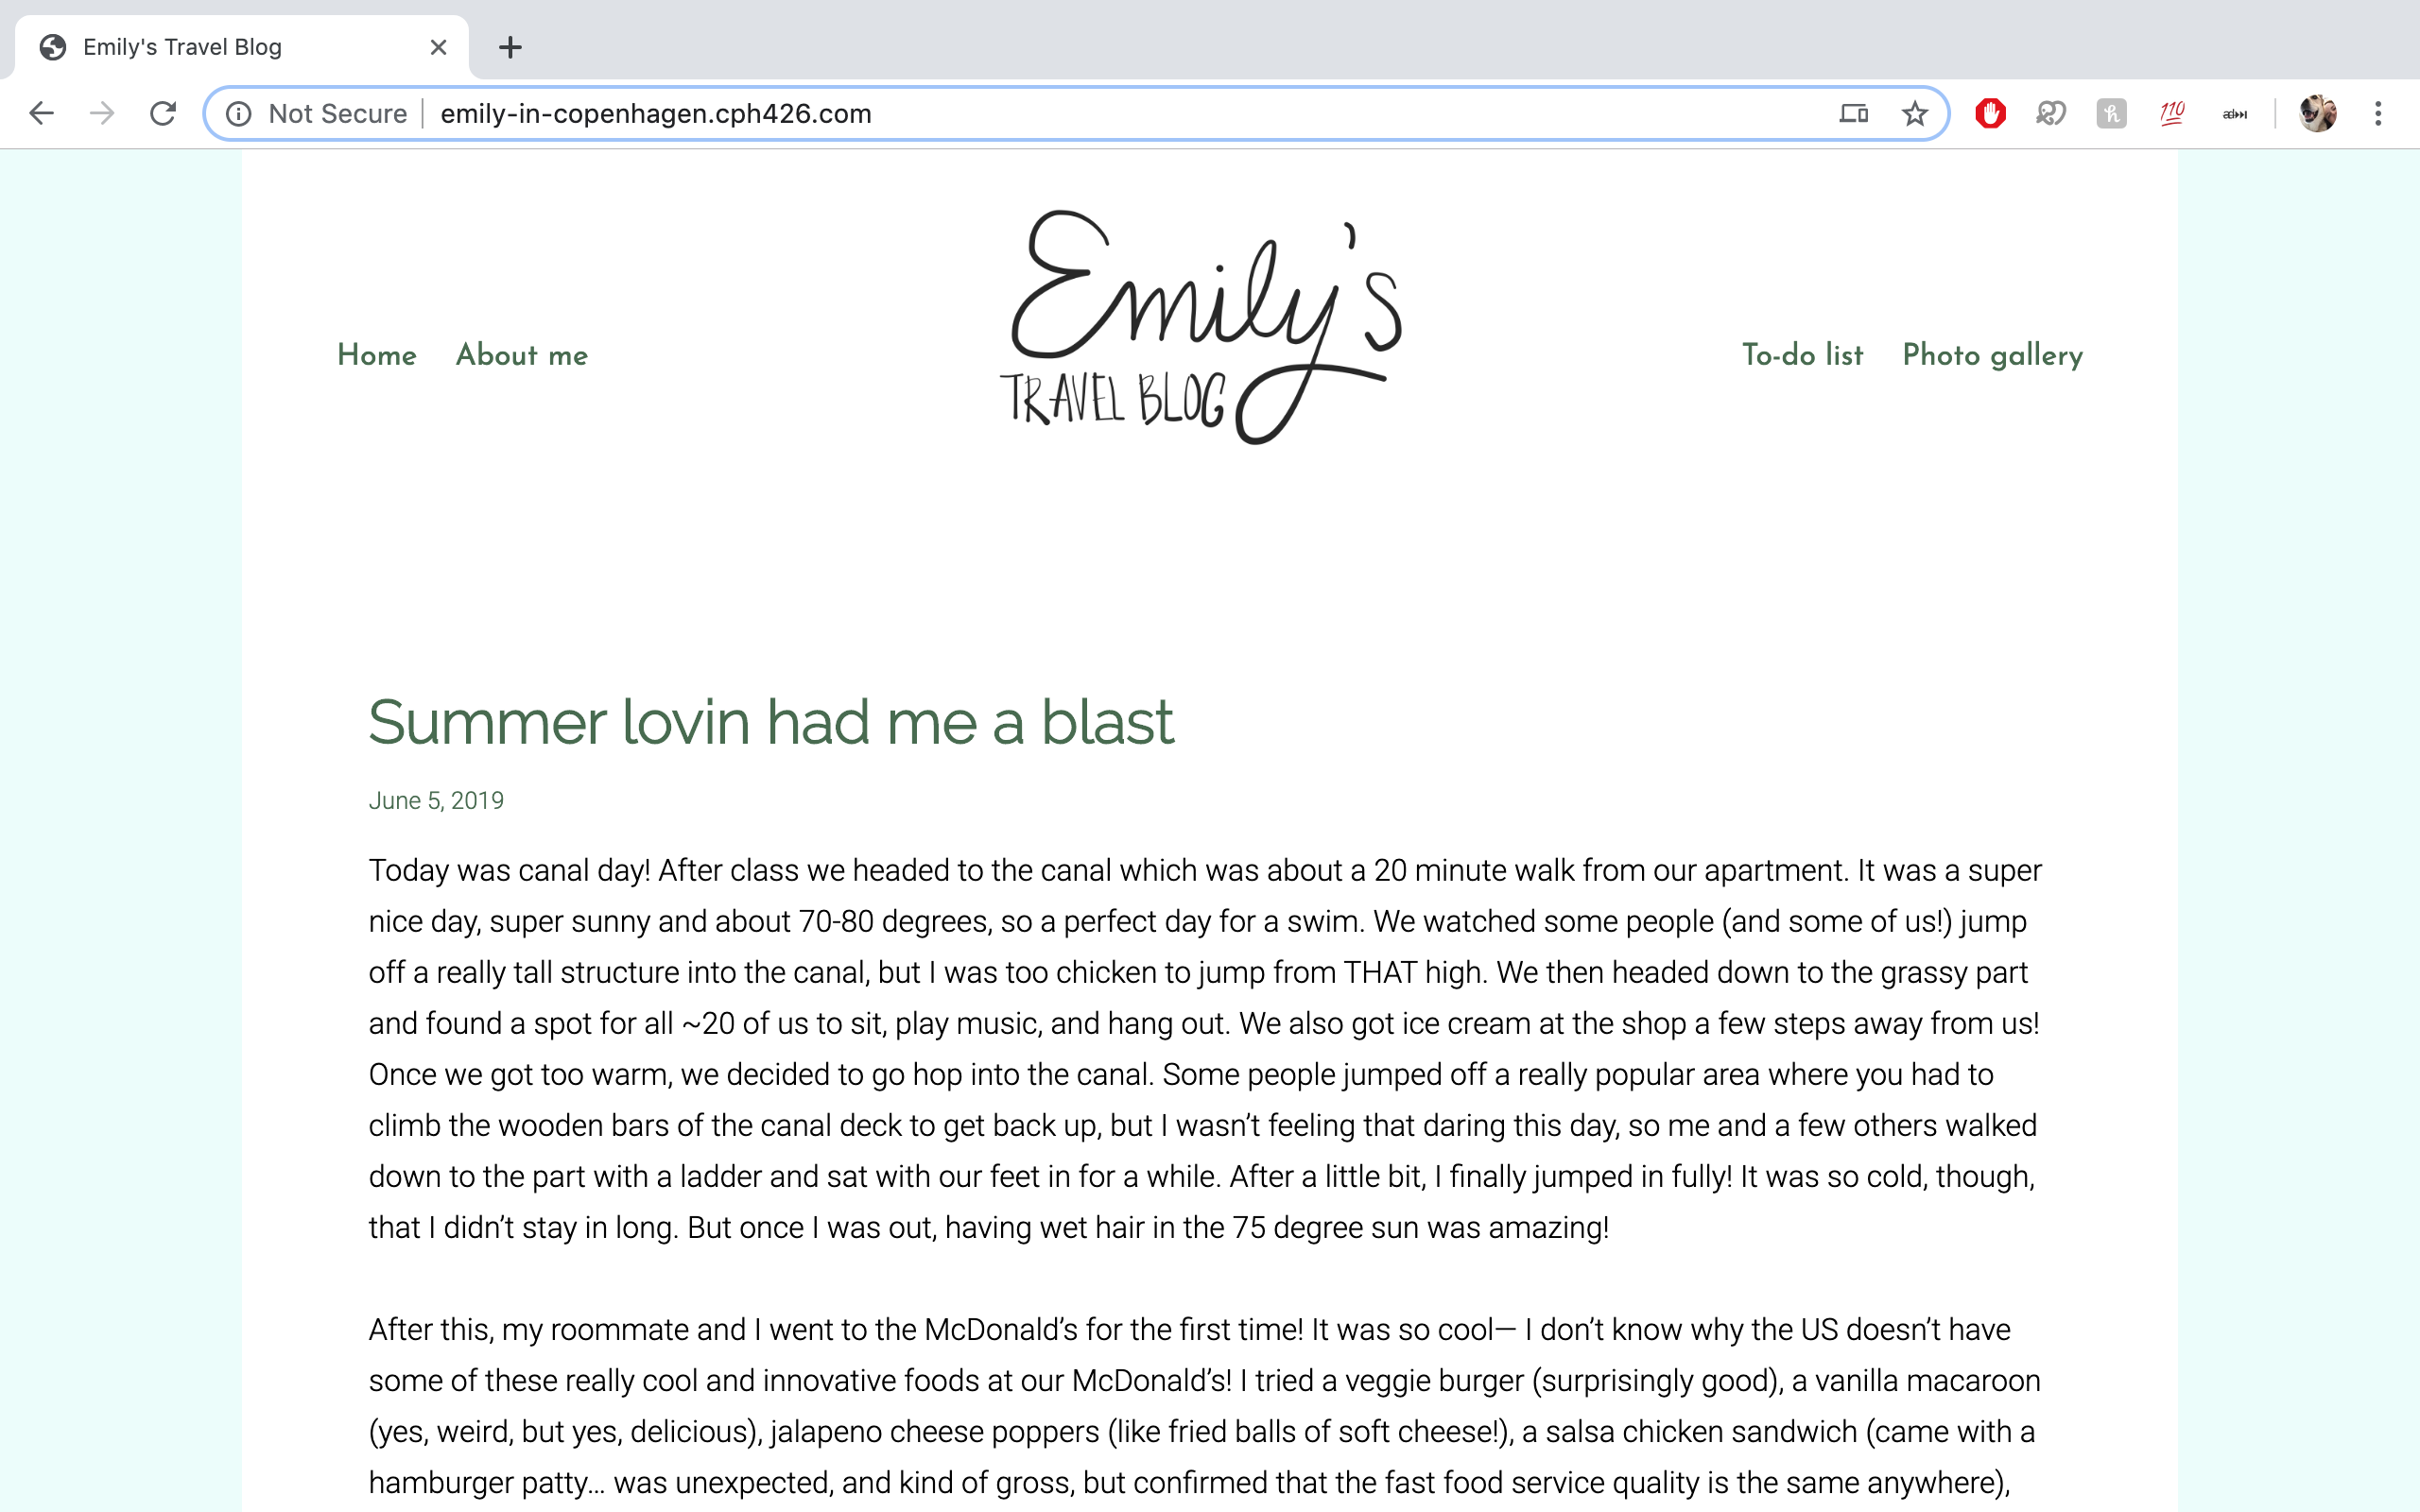 Emily's Travel Blog
Not Secure emily-in-copenhagen.cph426.com
110
Emily's
TRAVEL BLOG
Home About me To-do list Photo gallery
Summer lovin had me a blast
June 5, 2019
Today was canal day! After class we headed to the canal which was about a 20 minute walk from our apartment. It was a super
nice day, super sunny and about 70-80 degrees, so a perfect day for a swim. We watched some people (and some of us!) jump
off a really tall structure into the canal, but I was too chicken to jump from THAT high. We then headed down to the grassy part
and found a spot for all ~20 of us to sit, play music, and hang out. We also got ice cream at the shop a few steps away from us!
Once we got too warm, we decided to go hop into the canal. Some people jumped off a really popular area where you had to
climb the wooden bars of the canal deck to get back up, but I wasn’t feeling that daring this day, so me and a few others walked
down to the part with a ladder and sat with our feet in for a while. After a little bit, I finally jumped in fully! It was so cold, though,
that I didn’t stay in long. But once I was out, having wet hair in the 75 degree sun was amazing!
After this, my roommate and I went to the McDonald’s for the first time! It was so cool— I don’t know why the US doesn’t have
some of these really cool and innovative foods at our McDonald’s! I tried a veggie burger (surprisingly good), a vanilla macaroon
(yes, weird, but yes, delicious), jalapeno cheese poppers (like fried balls of soft cheese!), a salsa chicken sandwich (came with a
hamburger patty… was unexpected, and kind of gross, but confirmed that the fast food service quality is the same anywhere),